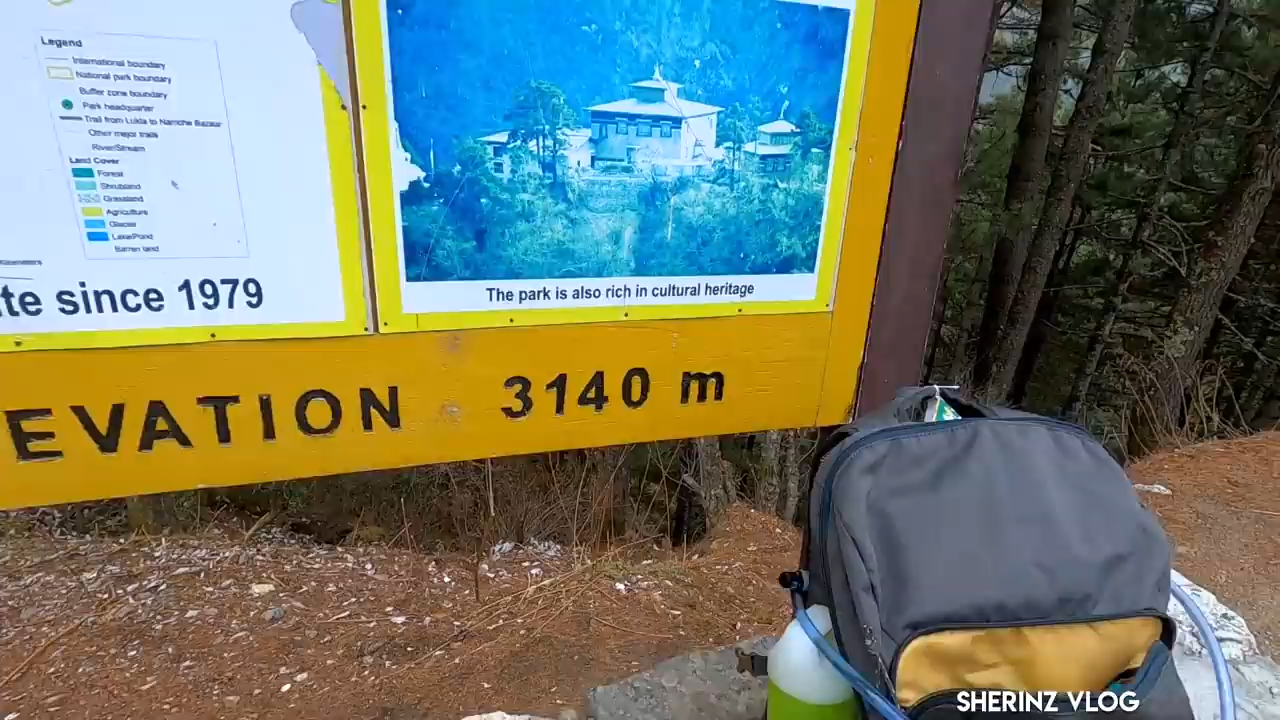 Legend
International boundary
National park boundary
Buffer zone boundary
Park headquarter
Trail from Lukla to Namche Bazaar
Other major trails
River/Stream
Land Cover
Forest
Shrubland
Grassland
Agriculture
Glacier
Lake/Pond
Barren land
te since 1979
The park is also rich in cultural heritage
EVATION 3140 m
SHERINZ VLOG